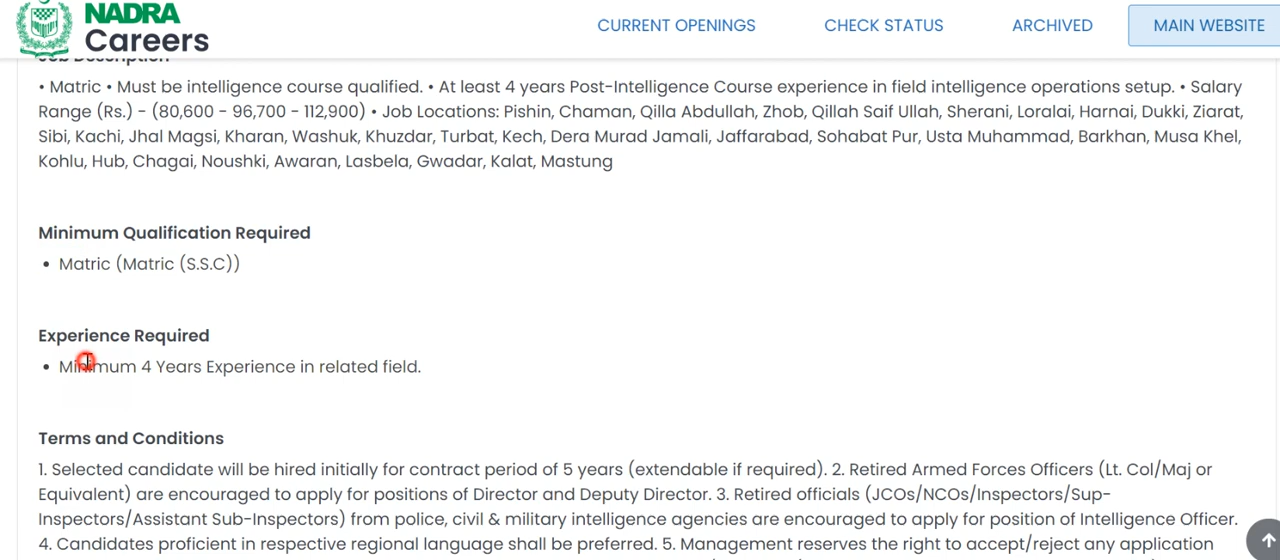 NADRA
Careers
CURRENT OPENINGS
CHECK STATUS
ARCHIVED
MAIN WEBSITE
Job Description
• Matric • Must be intelligence course qualified. • At least 4 years Post-Intelligence Course experience in field intelligence operations setup. • Salary
Range (Rs.) - (80,600 - 96,700 - 112,900) • Job Locations: Pishin, Chaman, Qilla Abdullah, Zhob, Qillah Saif Ullah, Sherani, Loralai, Harnai, Dukki, Ziarat,
Sibi, Kachi, Jhal Magsi, Kharan, Washuk, Khuzdar, Turbat, Kech, Dera Murad Jamali, Jaffarabad, Sohabat Pur, Usta Muhammad, Barkhan, Musa Khel,
Kohlu, Hub, Chagai, Noushki, Awaran, Lasbela, Gwadar, Kalat, Mastung
Minimum Qualification Required
• Matric (Matric (S.S.C))
Experience Required
• Minimum 4 Years Experience in related field.
Terms and Conditions
1. Selected candidate will be hired initially for contract period of 5 years (extendable if required). 2. Retired Armed Forces Officers (Lt. Col/Maj or
Equivalent) are encouraged to apply for positions of Director and Deputy Director. 3. Retired officials (JCOs/NCOs/Inspectors/Sup-
Inspectors/Assistant Sub-Inspectors) from police, civil & military intelligence agencies are encouraged to apply for position of Intelligence Officer.
4. Candidates proficient in respective regional language shall be preferred. 5. Management reserves the right to accept/reject any application